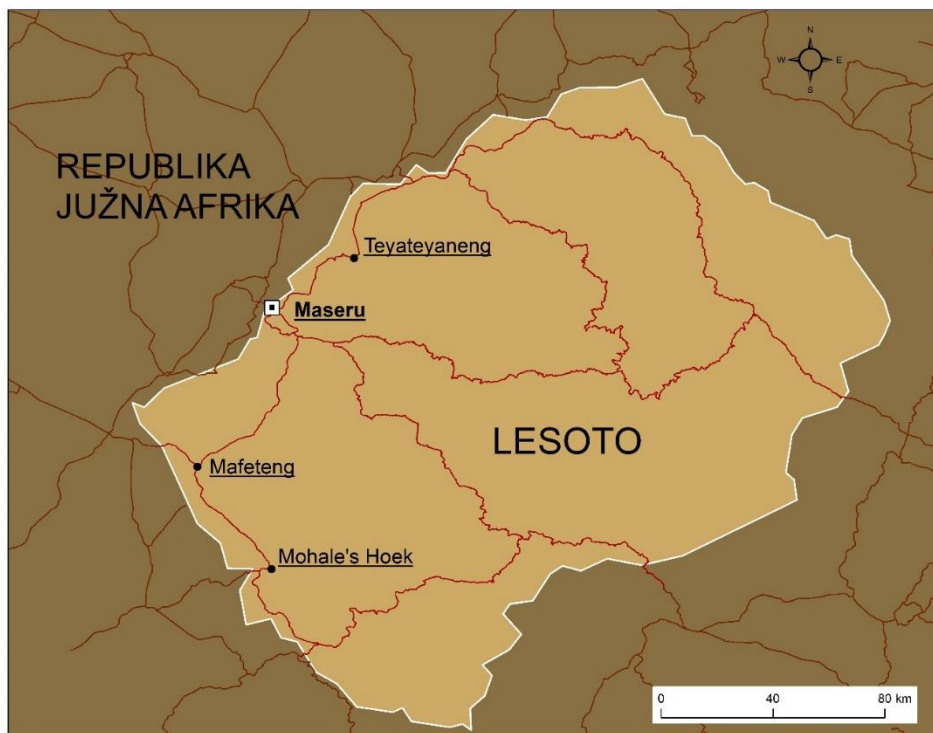 N
W E
S
REPUBLIKA
JUŽNA AFRIKA
Teyateyaneng
Maseru
LESOTO
Mafeteng
Mohale's Hoek
0 40 80 km